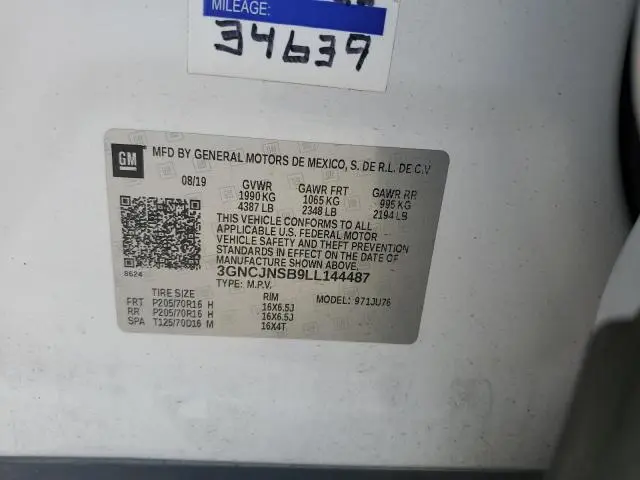 MILEAGE:
34639
GM MFD BY GENERAL MOTORS DE MEXICO, S. DE R.L. DE C.V
08/19 GVWR GAWR FRT GAWR RR
1990 KG 1065 KG 995 KG
4387 LB 2348 LB 2194 LB
THIS VEHICLE CONFORMS TO ALL
APPLICABLE U.S. FEDERAL MOTOR
VEHICLE SAFETY AND THEFT PREVENTION
STANDARDS IN EFFECT ON THE DATE OF
MANUFACTURE SHOWN ABOVE.
8624 3GNCJNSB9LL144487
TYPE: M.P.V.
TIRE SIZE RIM MODEL: 971JU76
FRT P205/70R16 H 16X6.5J
RR P205/70R16 H 16X6.5J
SPA T125/70D16 M 16X4T